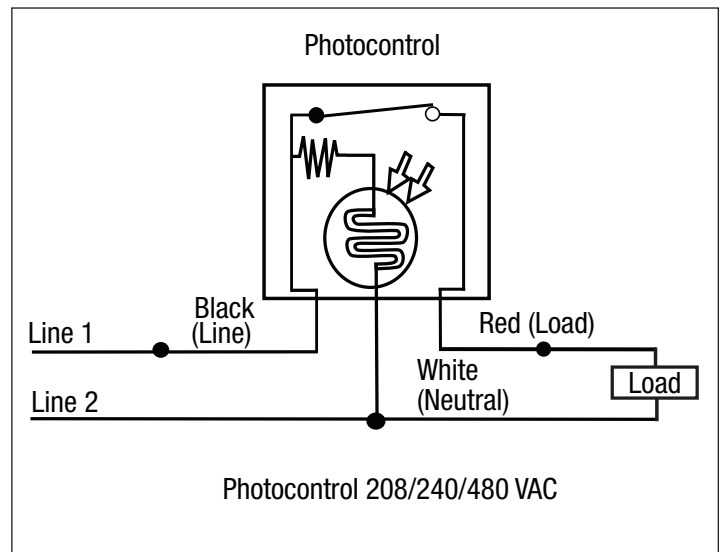 Photocontrol
Black
(Line)
Line 1
Red (Load)
White
(Neutral)
Load
Line 2
Photocontrol 208/240/480 VAC